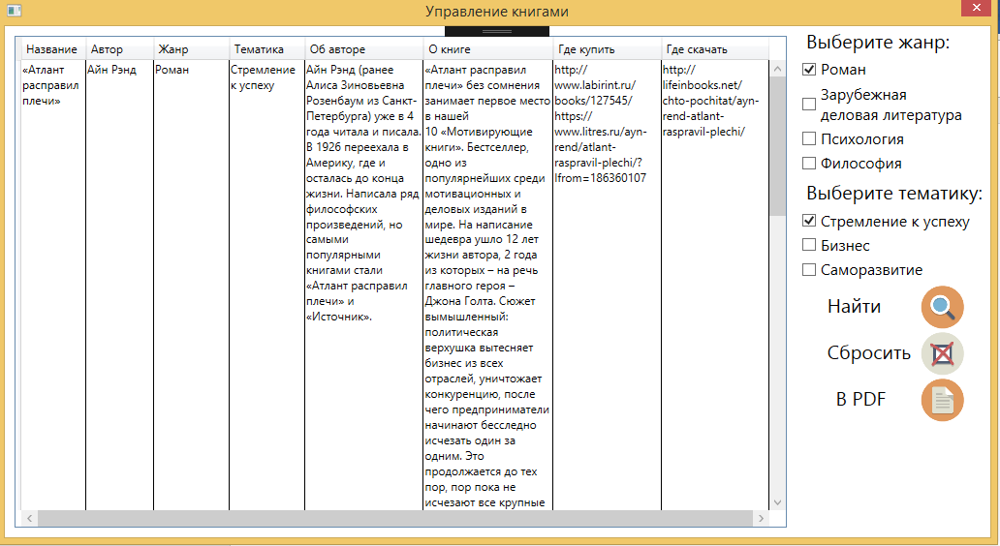 Управление книгами
Название Автор Жанр Тематика Об авторе О книге Где купить Где скачать
«Атлант
расправил
плечи»
Айн Рэнд
Роман
Стремление
к успеху
Айн Рэнд (ранее
Алиса Зиновьевна
Розенбаум из Санкт-
Петербурга) уже в 4
года читала и писала.
В 1926 переехала в
Америку, где и
осталась до конца
жизни. Написала ряд
философских
произведений, но
самыми
популярными
книгами стали
«Атлант расправил
плечи» и
«Источник».
«Атлант расправил
плечи» без сомнения
занимает первое место
в нашей
10 «Мотивирующие
книги». Бестселлер,
одно из
популярнейших среди
мотивационных и
деловых изданий в
мире. На написание
шедевра ушло 12 лет
жизни автора, 2 года
из которых – на речь
главного героя –
Джона Голта. Сюжет
вымышленный:
политическая
верхушка вытесняет
бизнес из всех
отраслей, уничтожает
конкуренцию, после
чего предприниматели
начинают бесследно
исчезать один за
одним. Это
продолжается до тех
пор, пор пока не
исчезают все крупные
http://
www.labirint.ru/
books/127545/
https://
www.litres.ru/ayn-
rend/atlant-
raspravil-plechi/?
lfrom=186360107
http://
lifeinbooks.net/
chto-pochitat/ayn-
rend-atlant-
raspravil-plechi/
Выберите жанр:
Роман
Зарубежная
деловая литература
Психология
Философия
Выберите тематику:
Стремление к успеху
Бизнес
Саморазвитие
Найти
Сбросить
В PDF